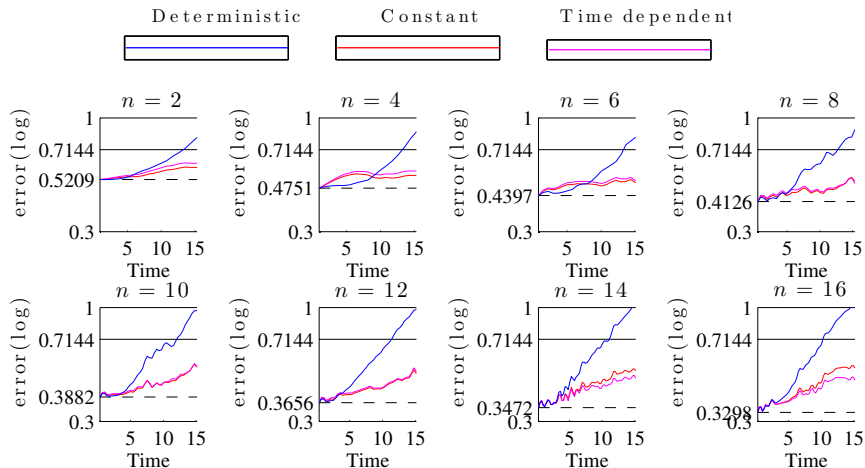 Deterministic Constant Time dependent
n = 2 n = 4 n = 6 n = 8
error(log) error(log) error(log) error(log)
1 1 1 1
0.7144 0.7144 0.7144 0.7144
0.5209 0.4751 0.4397 0.4126
0.3 0.3 0.3 0.3
5 10 15 5 10 15 5 10 15 5 10 15
Time Time Time Time
n = 10 n = 12 n = 14 n = 16
error(log) error(log) error(log) error(log)
1 1 1 1
0.7144 0.7144 0.7144 0.7144
0.3882 0.3656 0.3472 0.3298
0.3 0.3 0.3 0.3
5 10 15 5 10 15 5 10 15 5 10 15
Time Time Time Time